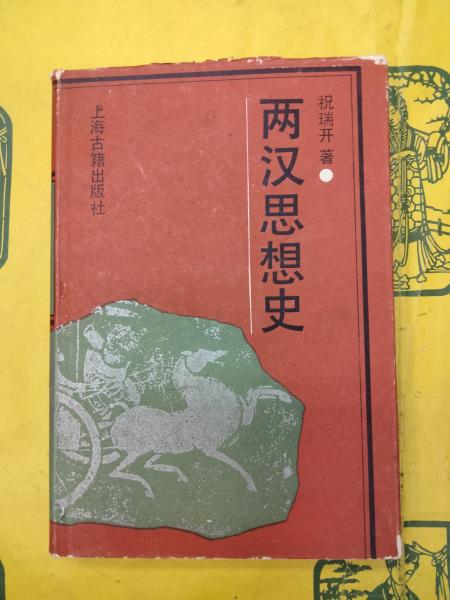 祝瑞开 著
两汉思想史
上海古籍出版社